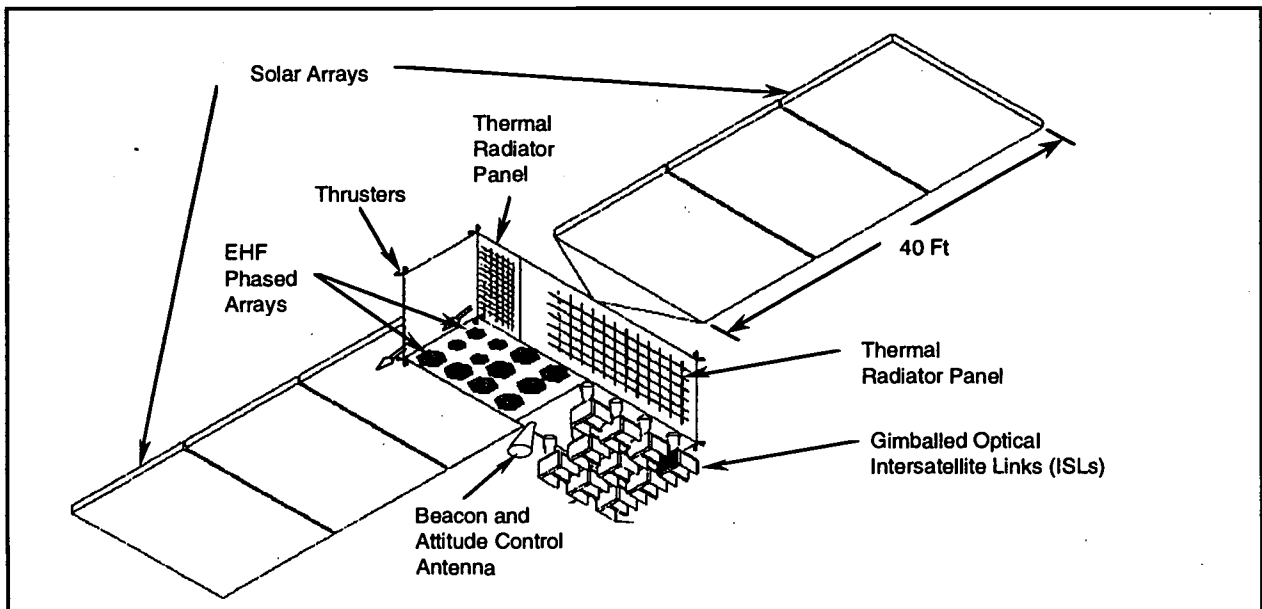 Solar Arrays
Thermal
Radiator
Panel
Thrusters
EHF
Phased
Arrays
40 Ft
Thermal
Radiator Panel
Gimballed Optical
Intersatellite Links (ISLs)
Beacon and
Attitude Control
Antenna